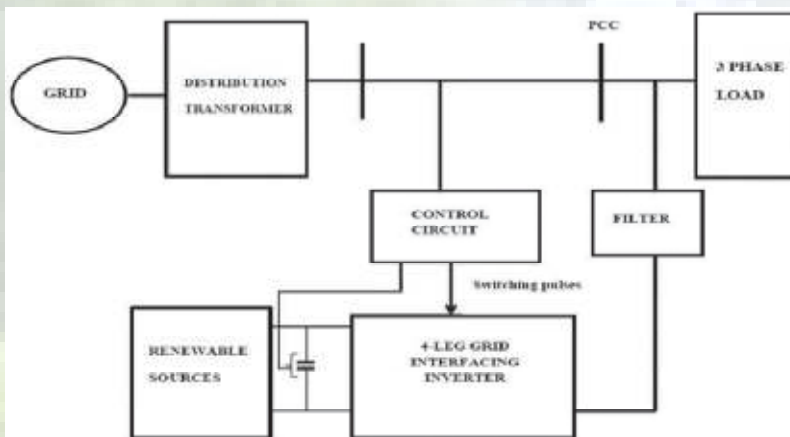 PCC
GRID
DISTRIBUTION
TRANSFORMER
3 PHASE
LOAD
CONTROL
CIRCUIT
FILTER
Switching pulses
RENEWABLE
SOURCES
4-LEG GRID
INTERFACING
INVERTER